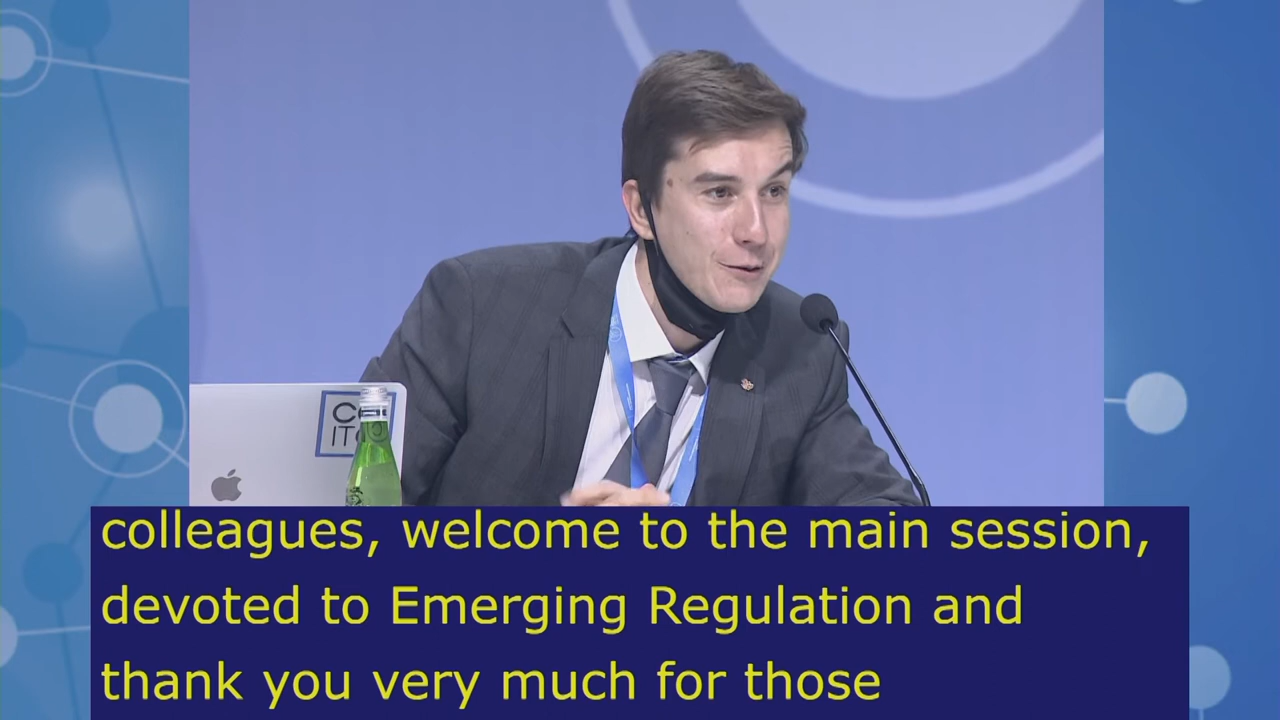 colleagues, welcome to the main session,
devoted to Emerging Regulation and
thank you very much for those